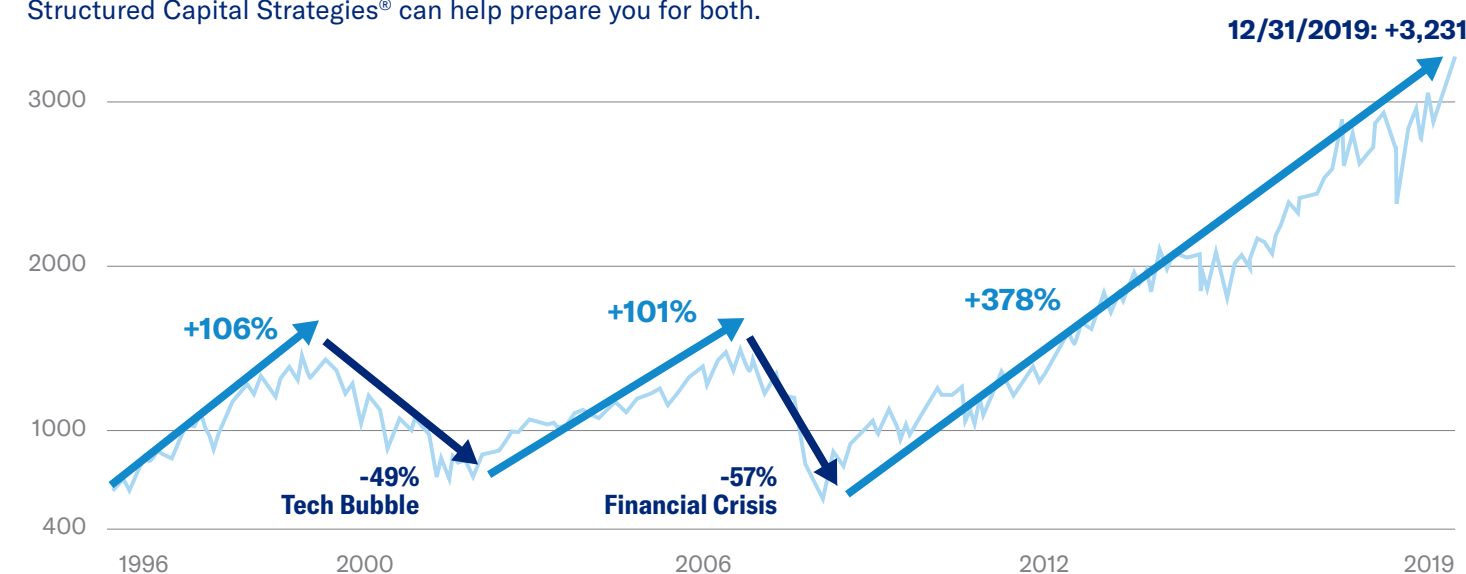 Structured Capital Strategies® can help prepare you for both.
12/31/2019: +3,231
3000
2000
+106%
+101%
+378%
1000
-49%
Tech Bubble
-57%
Financial Crisis
400
1996 2000 2006 2012 2019